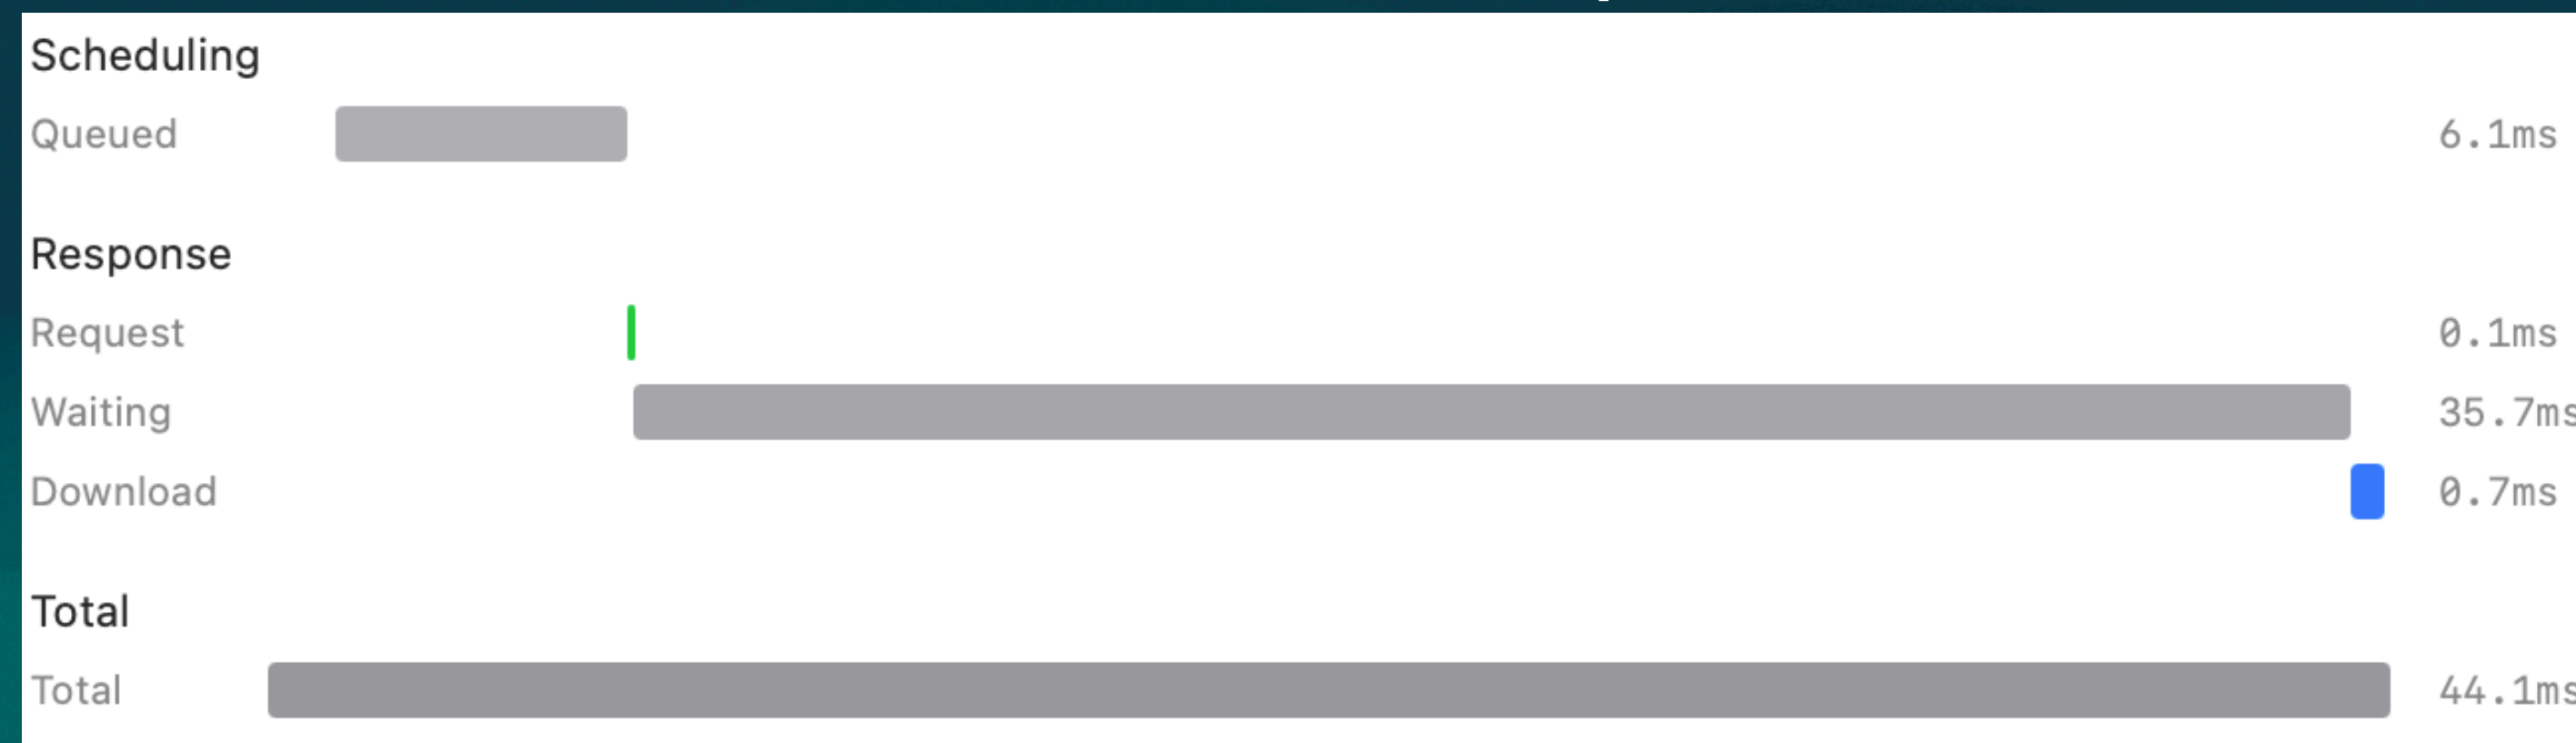 Scheduling
Queued 6.1ms
Response
Request 0.1ms
Waiting 35.7ms
Download 0.7ms
Total
Total 44.1ms